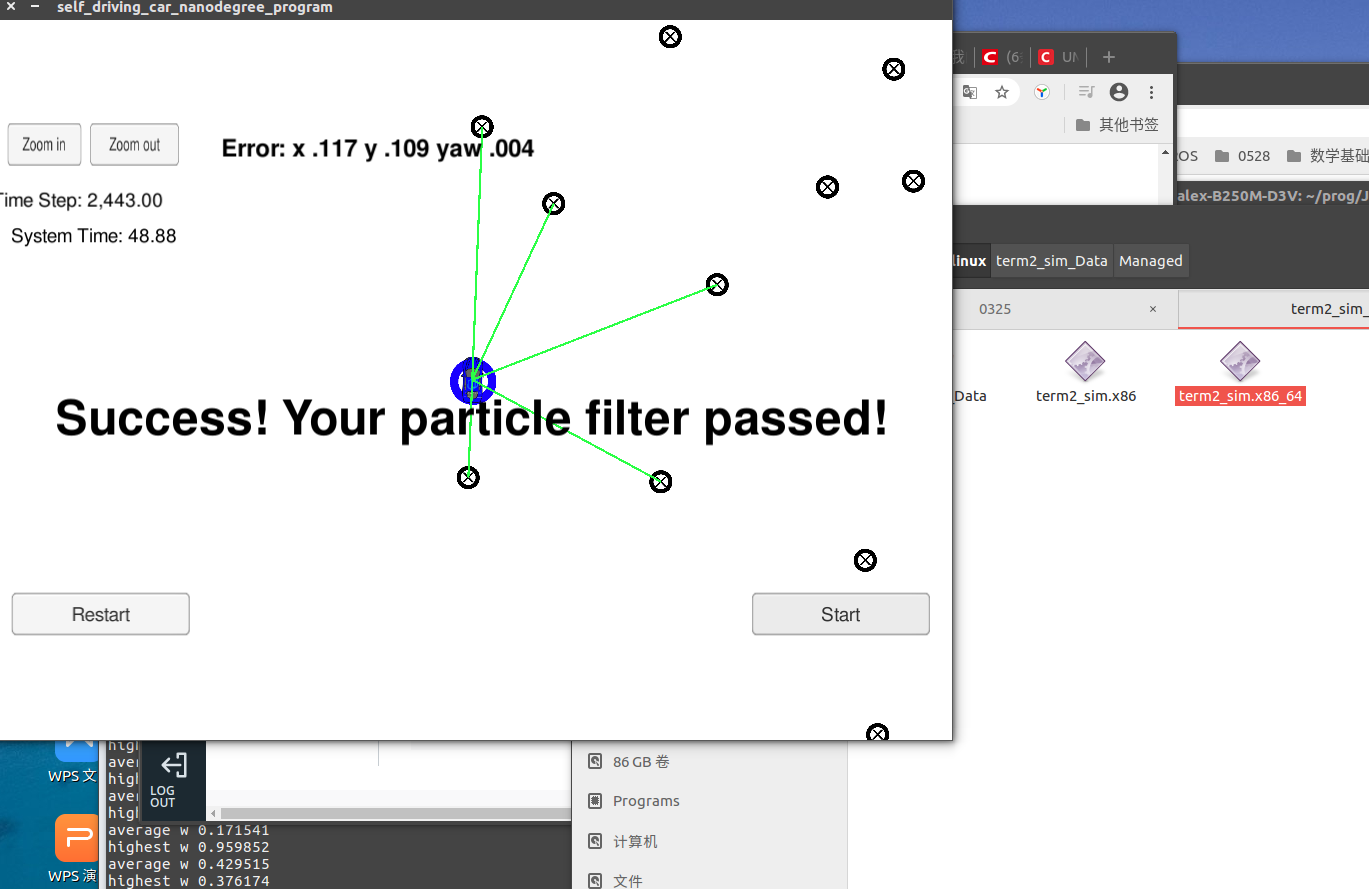 self_driving_car_nanodegree_program
Zoom in
Zoom out
Error: x .117 y .109 yaw .004
Time Step: 2,443.00
System Time: 48.88
Success! Your particle filter passed!
Restart
Start
我
(6
UN
其他书签
OS
0528
数学基础
alex-B250M-D3V: ~/prog/J
linux
term2_sim_Data
Managed
0325
term2_sim_
_Data
term2_sim.x86
term2_sim.x86_64
WPS 文
WPS 演
LOG
OUT
high
aver
high
aver
high
average w 0.171541
highest w 0.959852
average w 0.429515
highest w 0.376174
86 GB 卷
Programs
计算机
文件